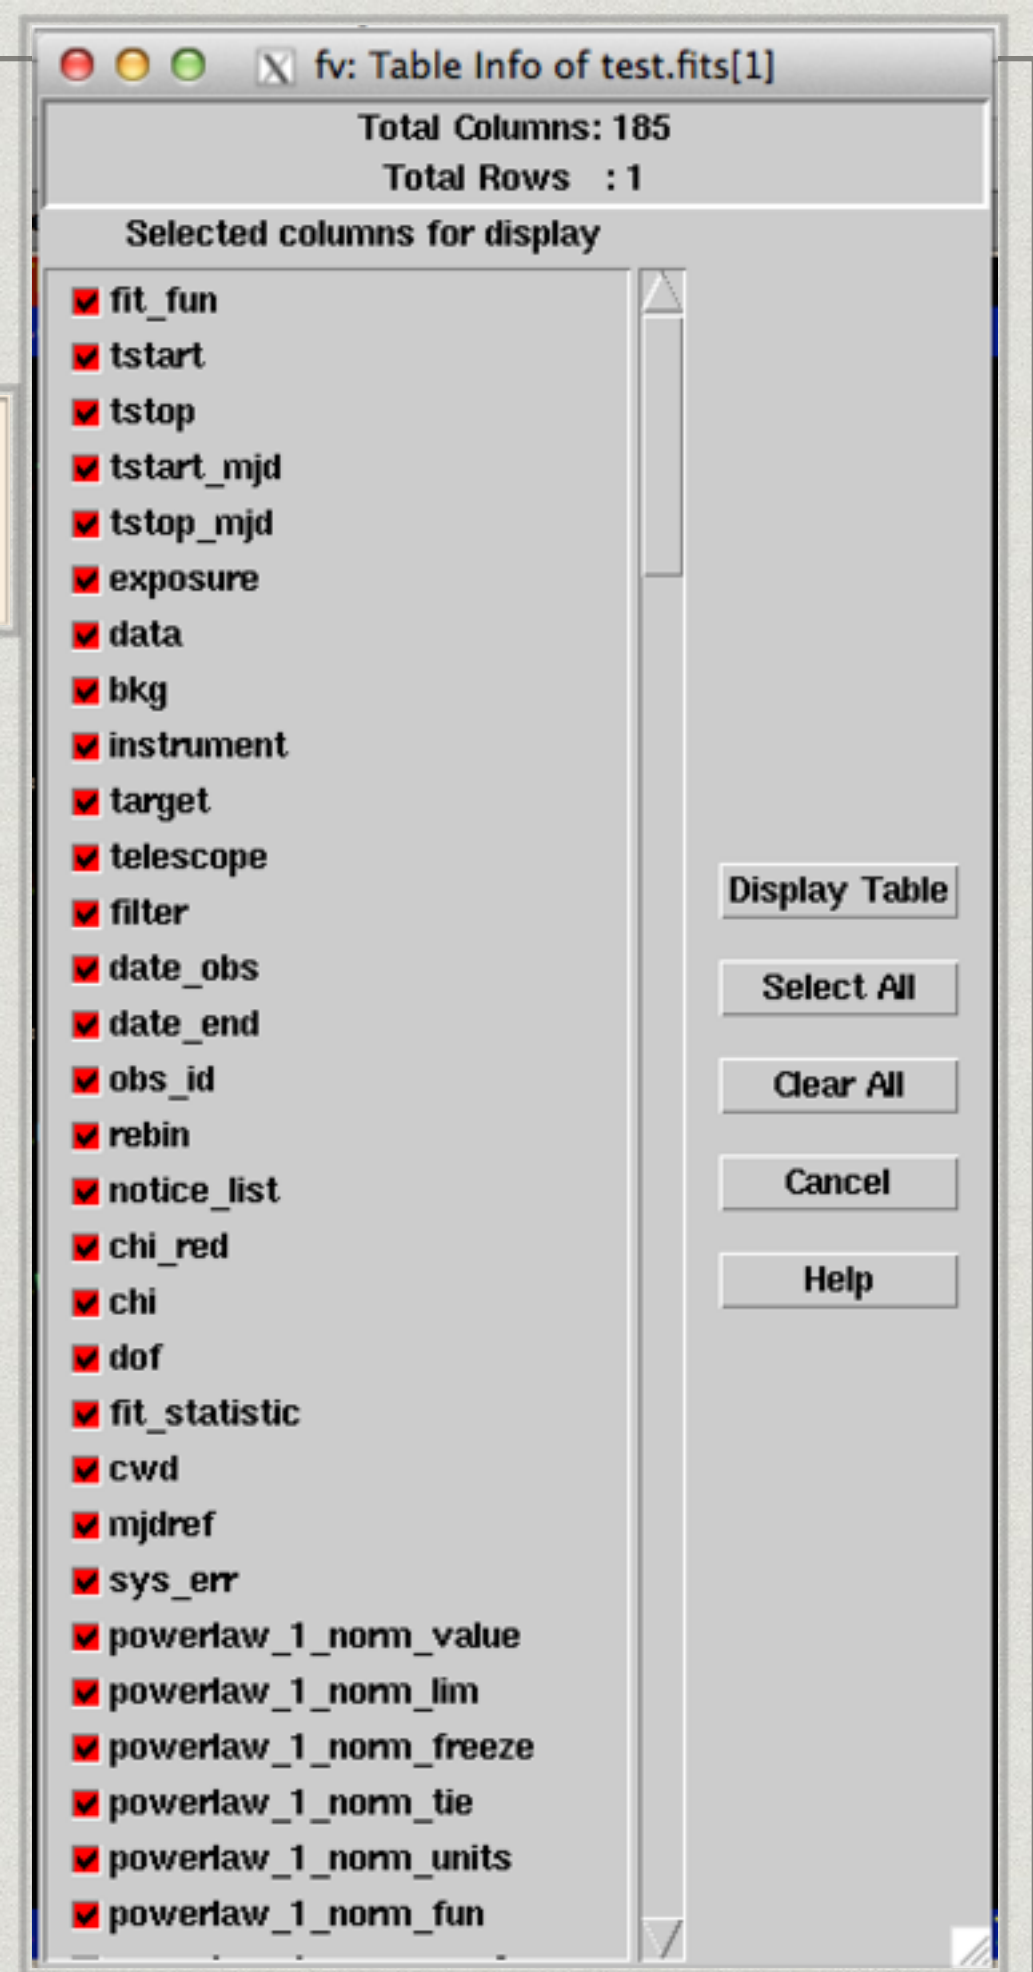 fv: Table Info of test.fits[1]
Total Columns: 185
Total Rows : 1
Selected columns for display
fit_fun
tstart
tstop
tstart_mjd
tstop_mjd
exposure
data
bkg
instrument
target
telescope
filter
date_obs
date_end
obs_id
rebin
notice_list
chi_red
chi
dof
fit_statistic
cwd
mjdref
sys_err
powerlaw_1_norm_value
powerlaw_1_norm_lim
powerlaw_1_norm_freeze
powerlaw_1_norm_tie
powerlaw_1_norm_units
powerlaw_1_norm_fun
Display Table
Select All
Clear All
Cancel
Help